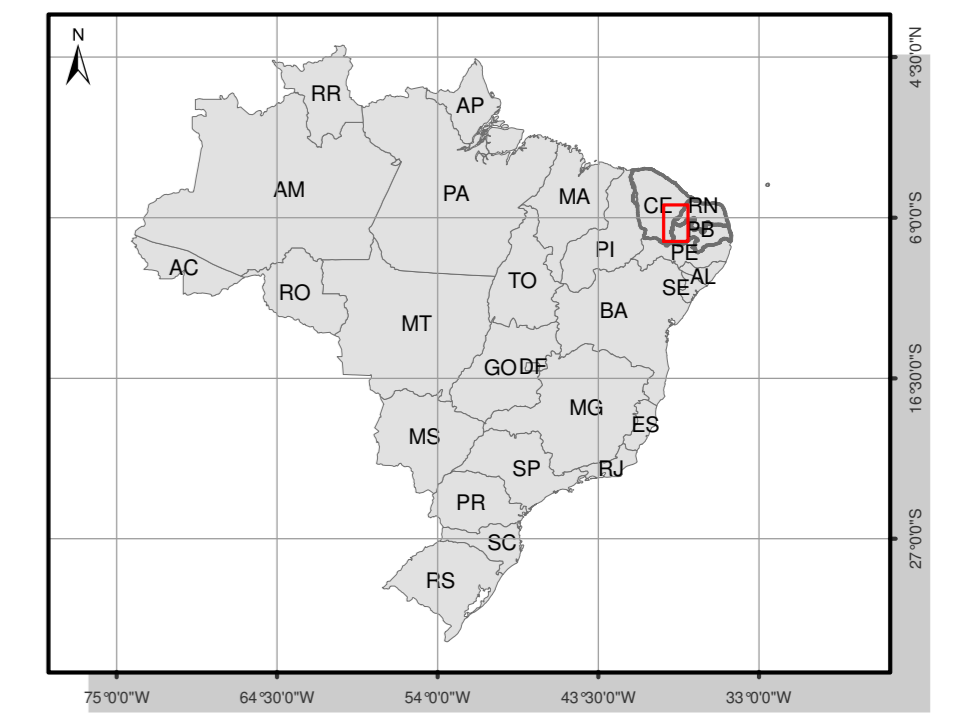 N
4°30'0"N
RR
AP
AM
PA
MA
CE
RN
6°0'0"S
PB
PI
PE
AC
TO
AL
RO
SE
BA
MT
GO
DF
16°30'0"S
MG
MS
ES
SP
RJ
PR
27°0'0"S
SC
RS
75°0'0"W
64°30'0"W
54°0'0"W
43°30'0"W
33°0'0"W